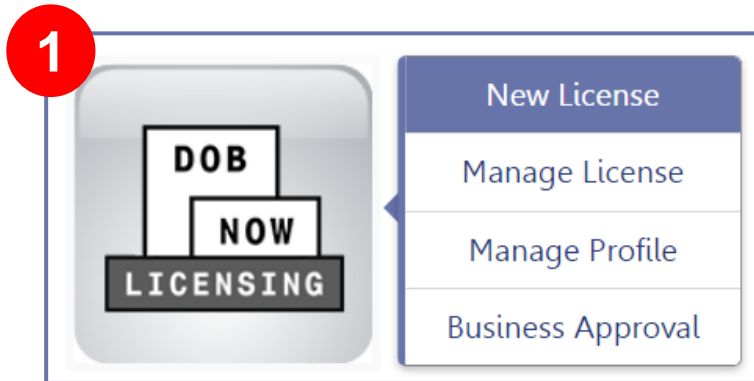 1
DOB
NOW
LICENSING
New License
Manage License
Manage Profile
Business Approval